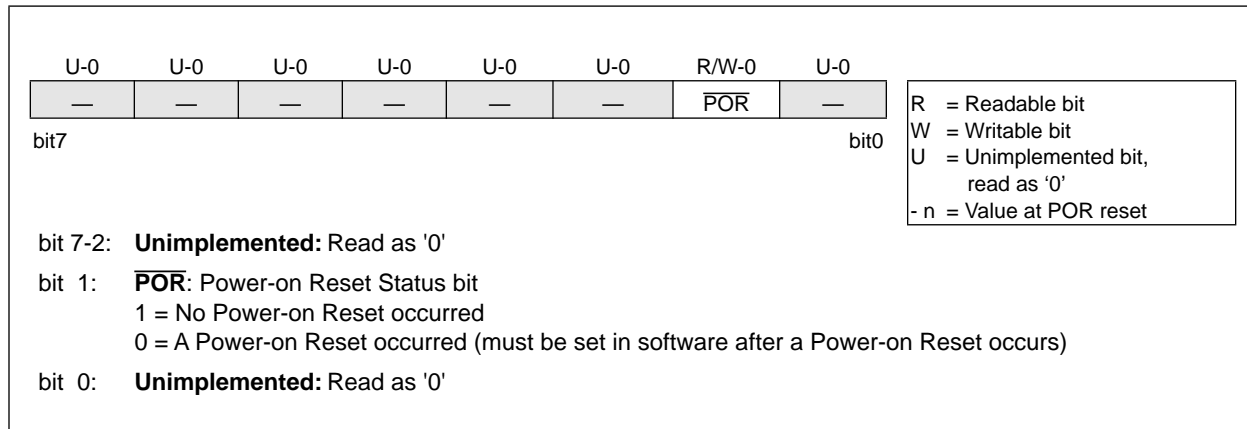 U-0 U-0 U-0 U-0 U-0 U-0 R/W-0 U-0
— — — — — — P̅O̅R̅ —
bit7 bit0
R = Readable bit
W = Writable bit
U = Unimplemented bit,
read as ‘0’
- n = Value at POR reset
bit 7-2: Unimplemented: Read as '0'
bit 1: P̅O̅R̅: Power-on Reset Status bit
1 = No Power-on Reset occurred
0 = A Power-on Reset occurred (must be set in software after a Power-on Reset occurs)
bit 0: Unimplemented: Read as '0'